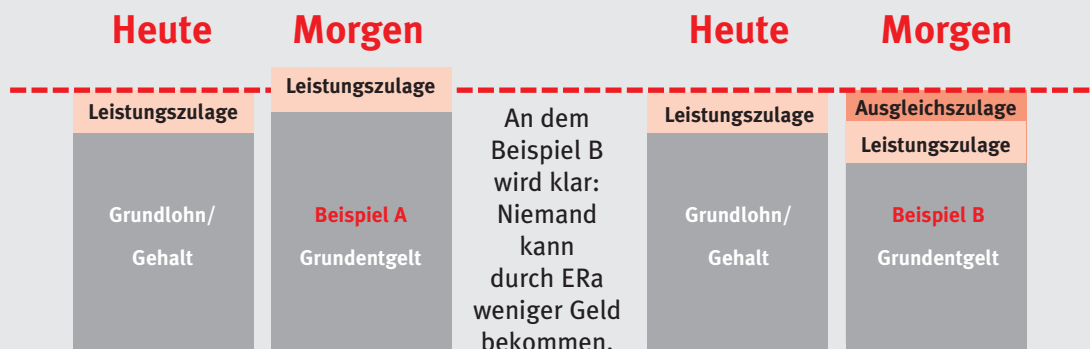 Heute
Morgen
Leistungszulage
Leistungszulage
Grundlohn/
Gehalt
Beispiel A
Grundentgelt
An dem
Beispiel B
wird klar:
Niemand
kann
durch ERa
weniger Geld
bekommen.
Heute
Morgen
Leistungszulage
Ausgleichszulage
Leistungszulage
Grundlohn/
Gehalt
Beispiel B
Grundentgelt